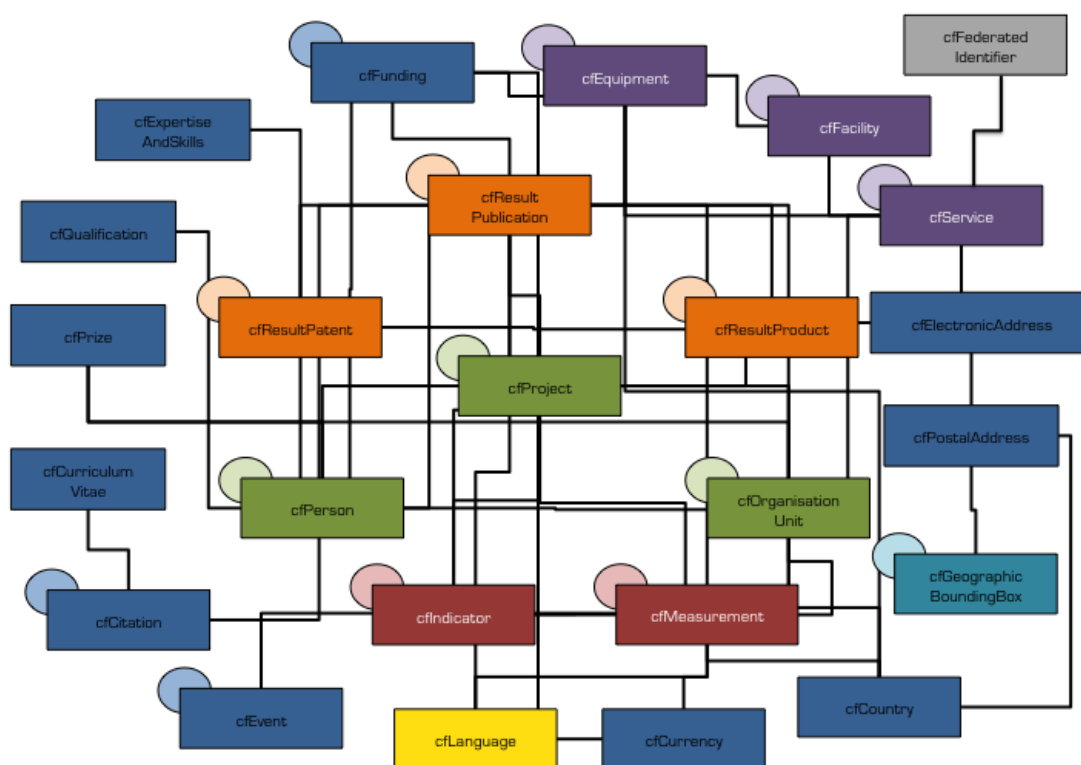 cfFunding
cfEquipment
cfFederated
Identifier
cfExpertise
AndSkills
cfFacility
cfResult
Publication
cfService
cfQualification
cfPrize
cfResultPatent
cfResultProduct
cfElectronicAddress
cfProject
cfPostalAddress
cfCurriculum
Vitae
cfPerson
cfOrganisation
Unit
cfGeographic
BoundingBox
cfCitation
cfIndicator
cfMeasurement
cfEvent
cfLanguage
cfCurrency
cfCountry